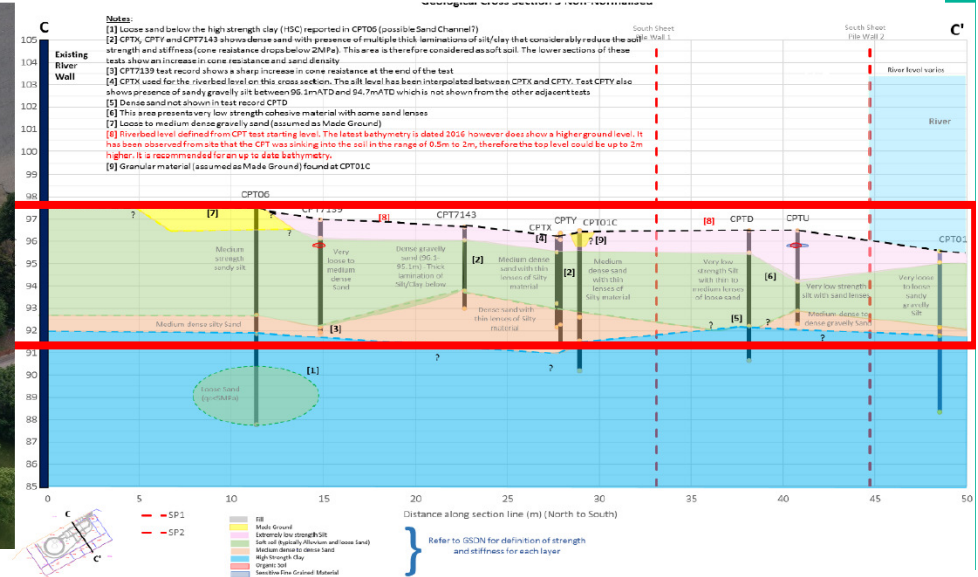 Geological Cross Section 3 Non-Normalised
C
C'
Notes:
[1] Loose sand below the high strength clay (HSC) reported in CPT06 (possible Sand Channel?)
[2] CPTX, CPTY and CPT7143 shows dense sand with presence of multiple thick laminations of silt/clay that considerably reduce the soil
strength and stiffness (cone resistance drops below 2MPa). This area is therefore considered as soft soil. The lower sections of these
tests show an increase in cone resistance and sand density
[3] CPT7139 test record shows a sharp increase in cone resistance at the end of the test
[4] CPTX used for the riverbed level on this cross section. The silt level has been interpolated between CPTX and CPTY. Test CPTY also
shows presence of sandy gravelly silt between 96.1mATD and 94.7mATD which is not shown from the other adjacent tests
[5] Dense sand not shown in test record CPTD
[6] This area presents very low strength cohesive material with some sand lenses
[7] Loose to medium dense gravelly sand (assumed as Made Ground)
[8] Riverbed level defined from CPT test starting level. The latest bathymetry is dated 2016 however does show a higher ground level. It
has been observed from site that the CPT was sinking into the soil in the range of 0.5m to 2m, therefore the top level could be up to 2m
higher. It is recommended for an up to date bathymetry.
[9] Granular material (assumed as Made Ground) found at CPT01C
Existing
River
Wall
South Sheet
Pile Wall 1
South Sheet
Pile Wall 2
River level varies
River
105
104
103
102
101
100
99
98
97
96
95
94
93
92
91
90
89
88
87
86
85
CPT06
CPT7139
CPT7143
CPTX
CPTY
CPT01C
CPTD
CPTU
CPT01
?
[7]
?
?
[8]
[4]
? [9]
[8]
Medium
strength
sandy silt
Very
loose to
medium
dense
Sand
Dense gravelly
sand (96.1-
95.1m) -Thick
lamination of
Silty/Clay below
[2]
Medium dense
sand with thin
lenses of Silty
material
[2]
Medium
dense sand
with thin
lenses of
Silty material
Very low
strength Silt
with thin to
medium lenses
of loose sand
[6]
Very low strength
silt with sand lenses
Very loose
to loose
sandy
gravelly
Silt
Medium dense silty Sand
[3]
Dense sand with
thin lenses of Silty
material
? [5] ?
Medium dense to
dense gravelly Sand
?
?
?
[1]
Loose Sand
0
5
10
15
20
25
30
35
40
45
50
Distance along section line (m) (North to South)
C
C'
SP1
SP2
Fill
Made Ground
Extremely low strength Silt
Soft soil (typically Alluvium and loose Sand)
Medium dense to dense Sand
High Strength Clay
Organic Soil
Sensitive Fine Grained Material
Refer to GSDN for definition of strength
and stiffness for each layer